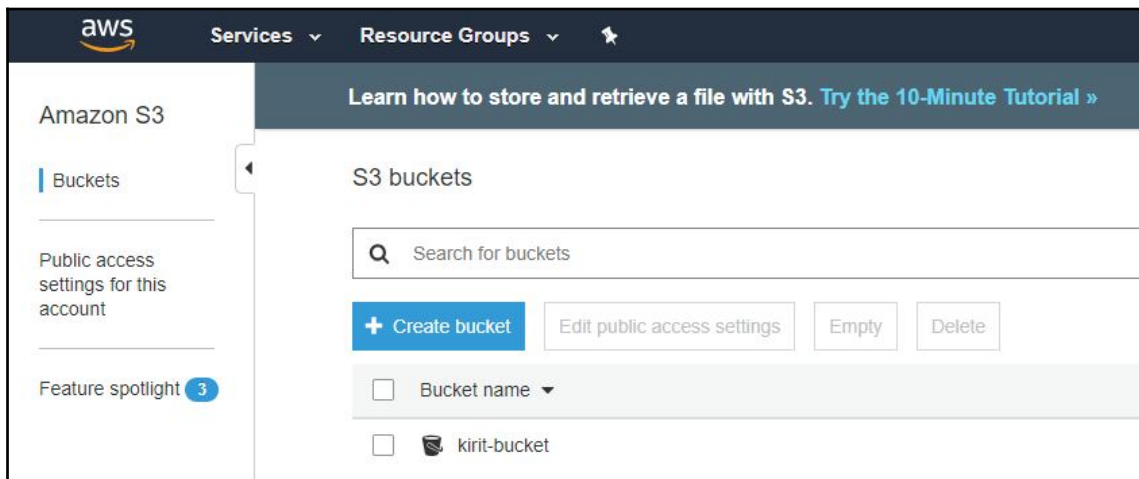 aws
Services
Resource Groups
Amazon S3
Buckets
Public access
settings for this
account
Feature spotlight 3
Learn how to store and retrieve a file with S3. Try the 10-Minute Tutorial »
S3 buckets
Search for buckets
+ Create bucket
Edit public access settings
Empty
Delete
Bucket name
kirit-bucket